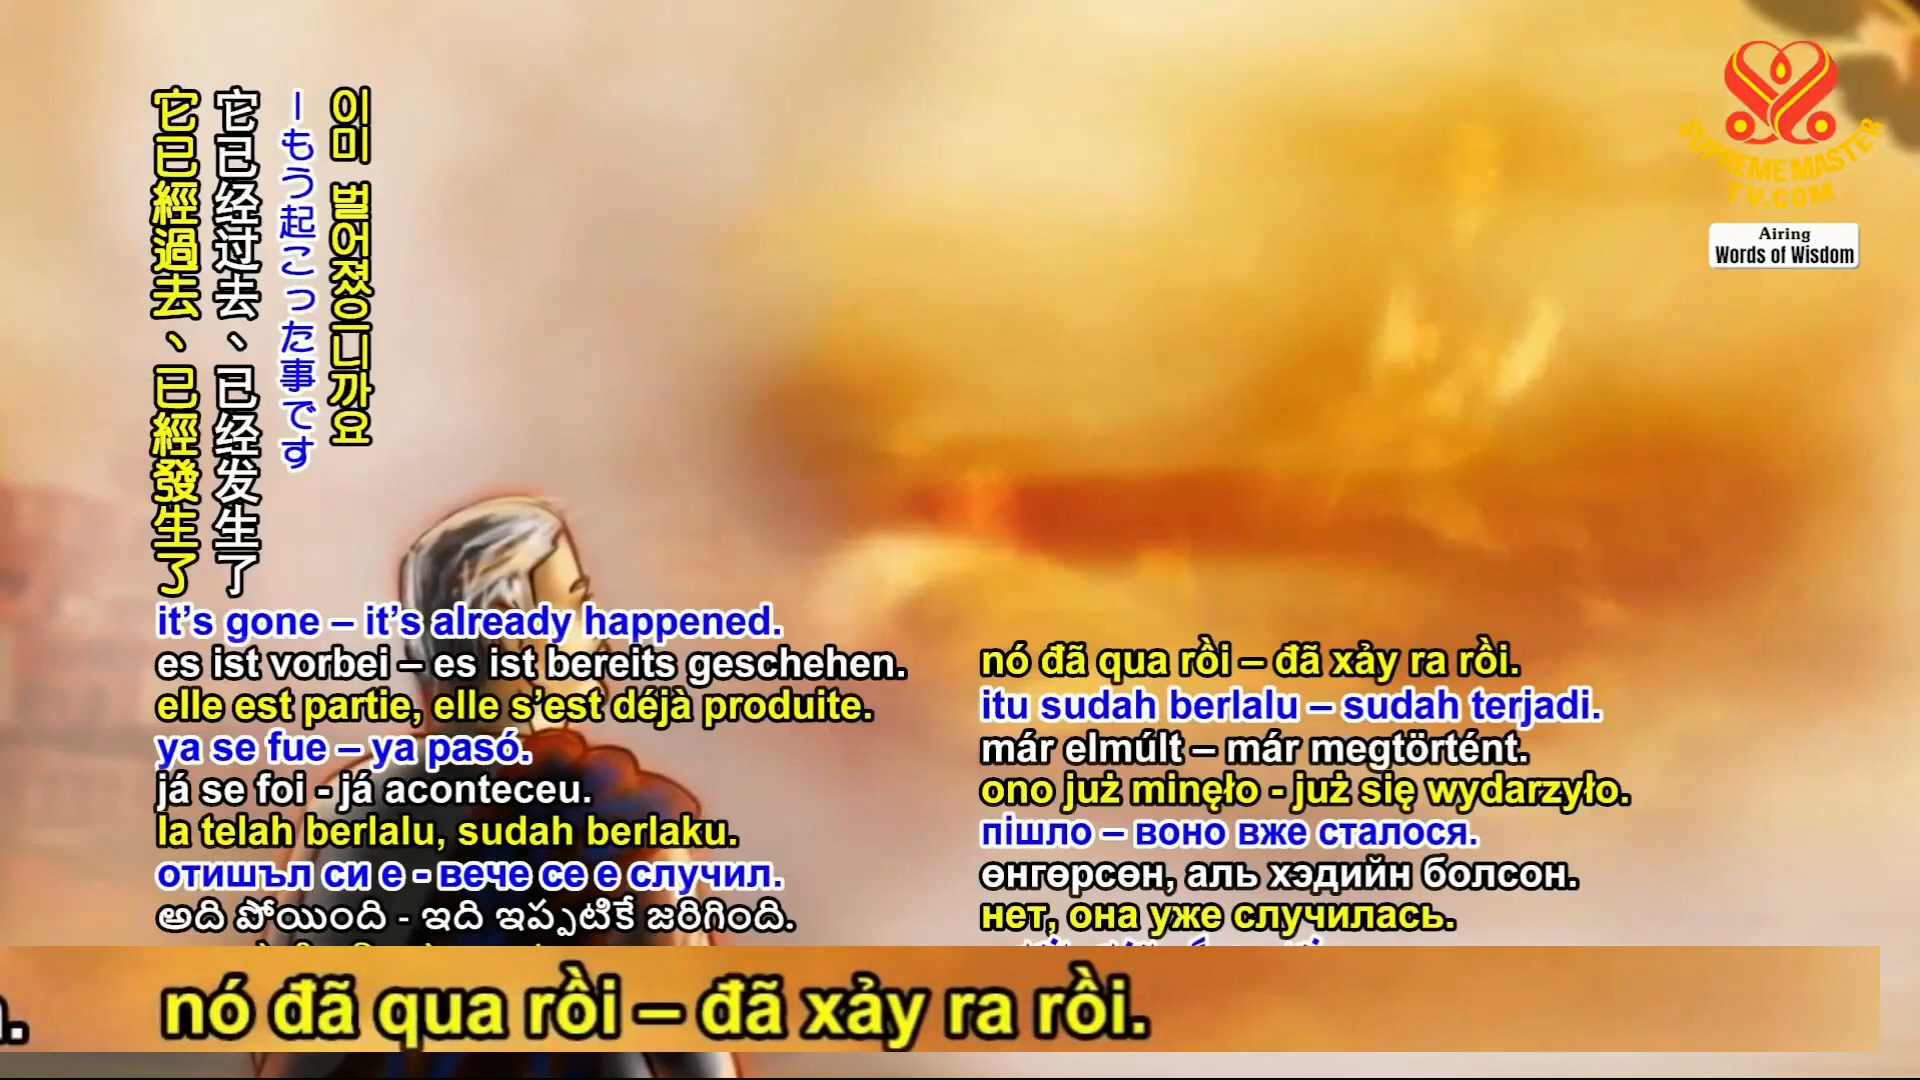 它已經過去、已經發生了
它已经过去、已经发生了
ーもう起こった事です
이미 벌어졌으니까요
SUPREME MASTER
TV.COM
Airing
Words of Wisdom
it’s gone – it’s already happened.
es ist vorbei – es ist bereits geschehen.
elle est partie, elle s’est déjà produite.
ya se fue – ya pasó.
já se foi - já aconteceu.
Ia telah berlalu, sudah berlaku.
отишъл си е - вече се е случил.
అది పోయింది - ఇది ఇప్పటికే జరిగింది.
nó đã qua rồi – đã xảy ra rồi.
itu sudah berlalu – sudah terjadi.
már elmúlt – már megtörtént.
ono już minęło - już się wydarzyło.
пішло – воно вже сталося.
өнгөрсөн, аль хэдийн болсон.
нет, она уже случилась.
nó đã qua rồi – đã xảy ra rồi.